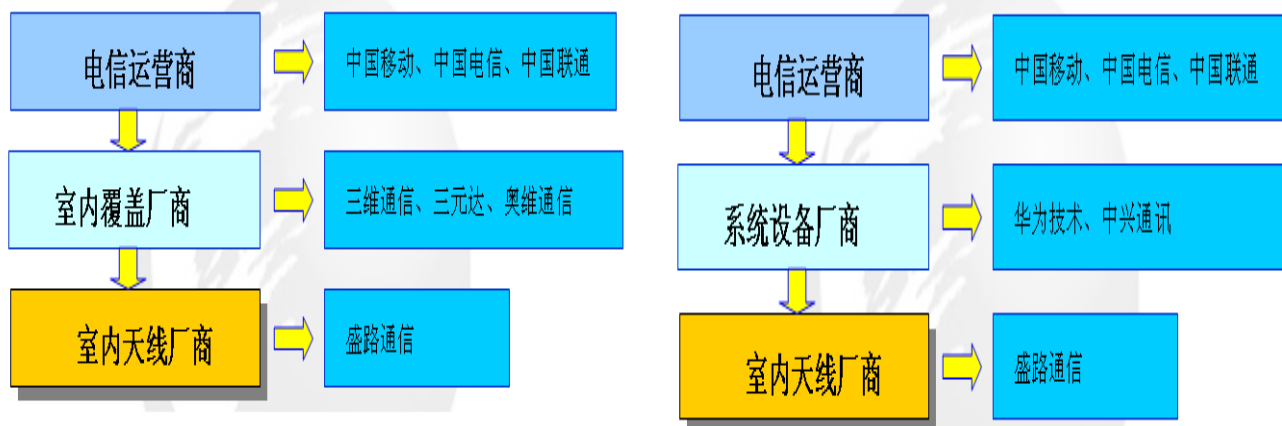 电信运营商
中国移动、中国电信、中国联通
室内覆盖厂商
三维通信、三元达、奥维通信
室内天线厂商
盛路通信
电信运营商
中国移动、中国电信、中国联通
系统设备厂商
华为技术、中兴通讯
室内天线厂商
盛路通信